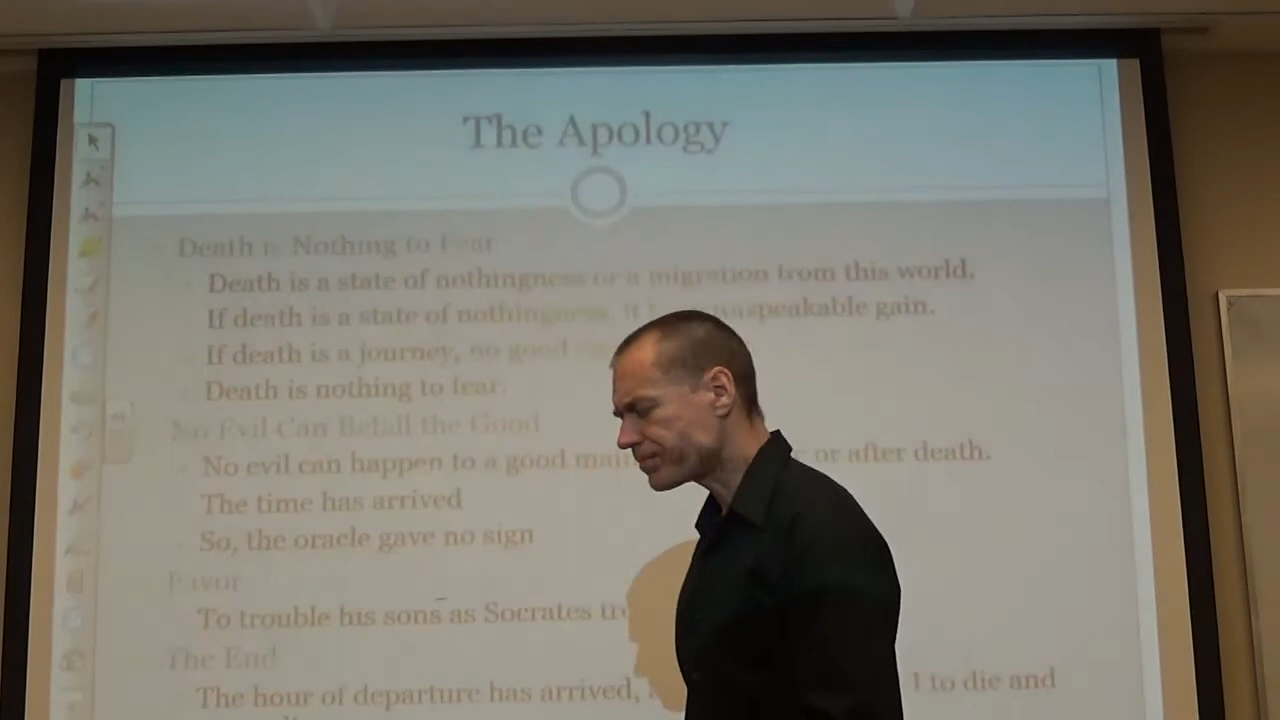 The Apology
Death is Nothing to Fear
Death is a state of nothingness or a migration from this world.
If death is a state of nothingness, it unspeakable gain.
If death is a journey, no good
Death is nothing to fear.
No Evil Can Befall the Good
No evil can happen to a good man or after death.
The time has arrived
So, the oracle gave no sign
Favor
To trouble his sons as Socrates
The End
The hour of departure has arrived, to die and